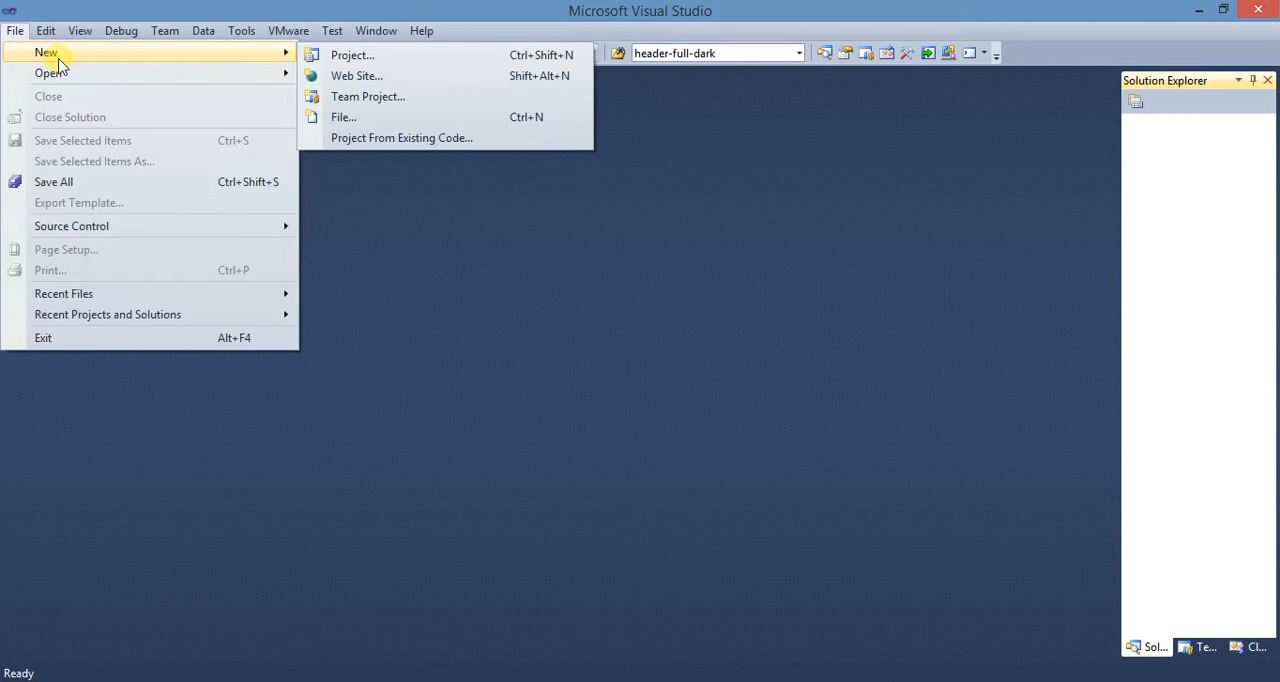 Microsoft Visual Studio
File Edit View Debug Team Data Tools VMware Test Window Help
header-full-dark
New
Open
Close
Close Solution
Save Selected Items Ctrl+S
Save Selected Items As...
Save All Ctrl+Shift+S
Export Template...
Source Control
Page Setup...
Print... Ctrl+P
Recent Files
Recent Projects and Solutions
Exit Alt+F4
Project... Ctrl+Shift+N
Web Site... Shift+Alt+N
Team Project...
File... Ctrl+N
Project From Existing Code...
Solution Explorer
Sol... Te... Cl...
Ready